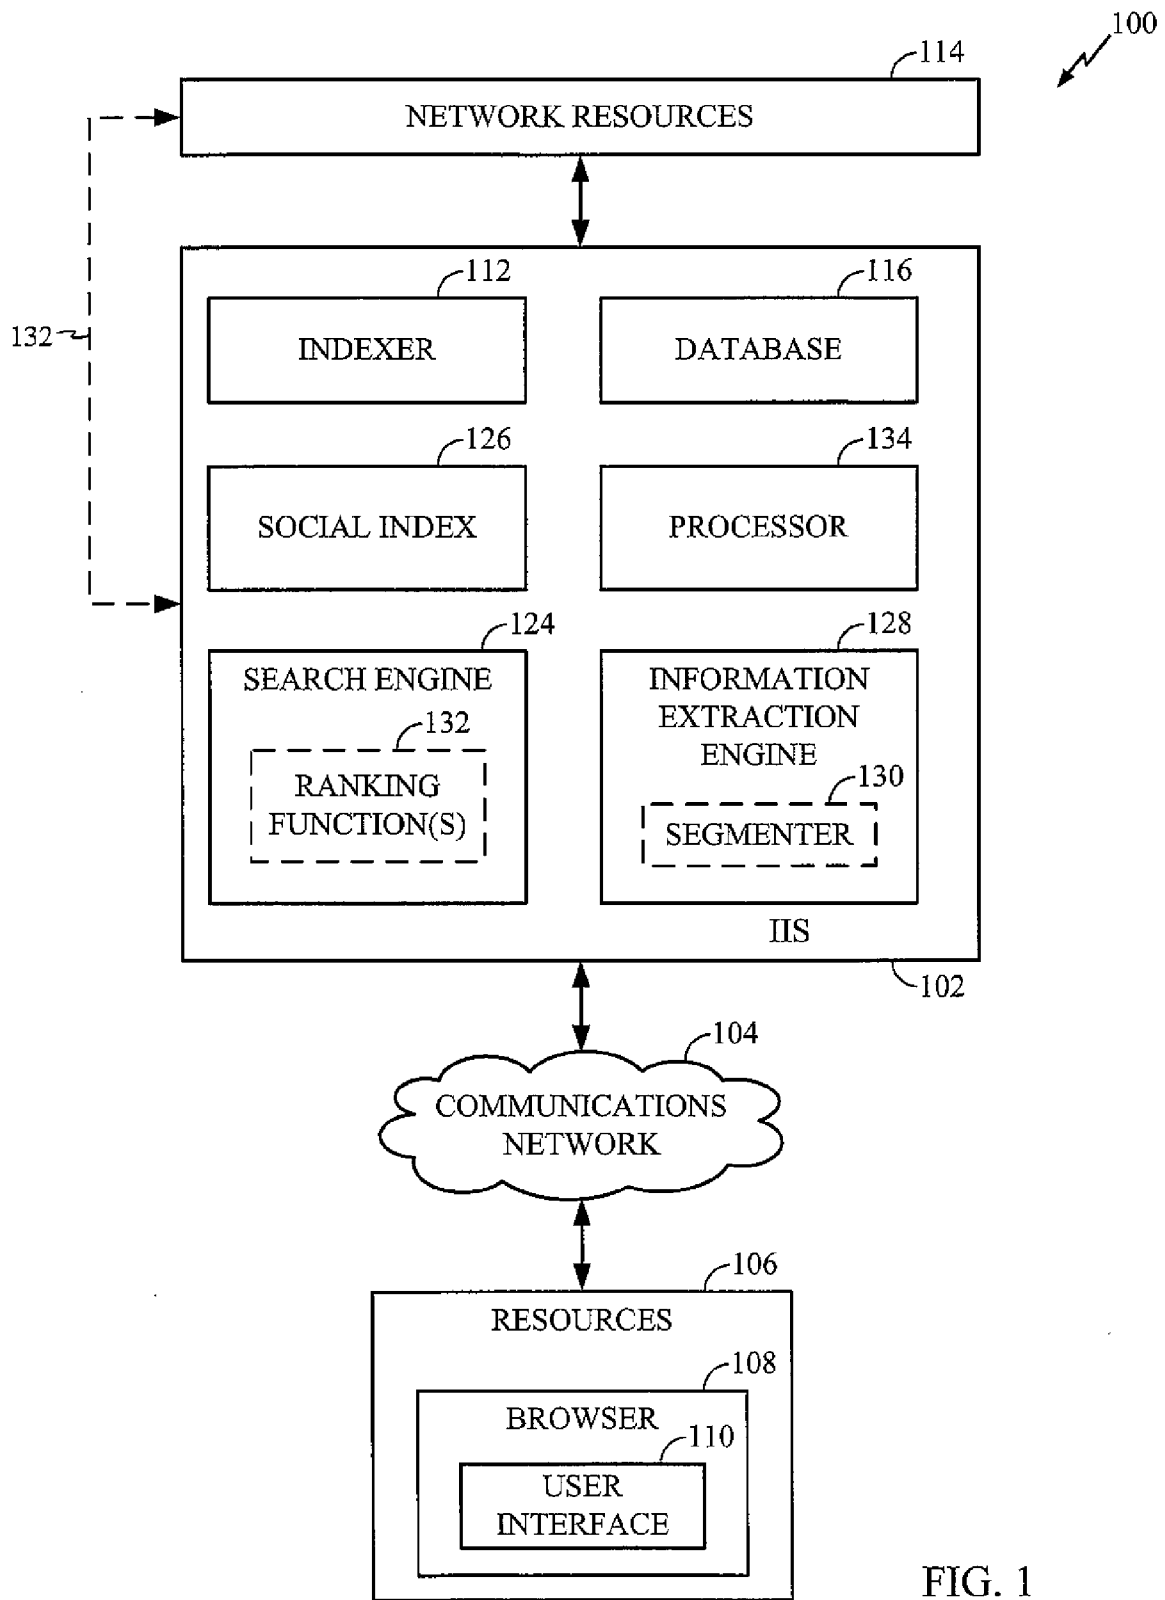 100
114
NETWORK RESOURCES
112
116
132
INDEXER
DATABASE
126
134
SOCIAL INDEX
PROCESSOR
124
128
SEARCH ENGINE
INFORMATION
EXTRACTION
ENGINE
132
RANKING
FUNCTION(S)
130
SEGMENTER
IIS
102
104
COMMUNICATIONS
NETWORK
106
RESOURCES
108
BROWSER
110
USER
INTERFACE
FIG. 1